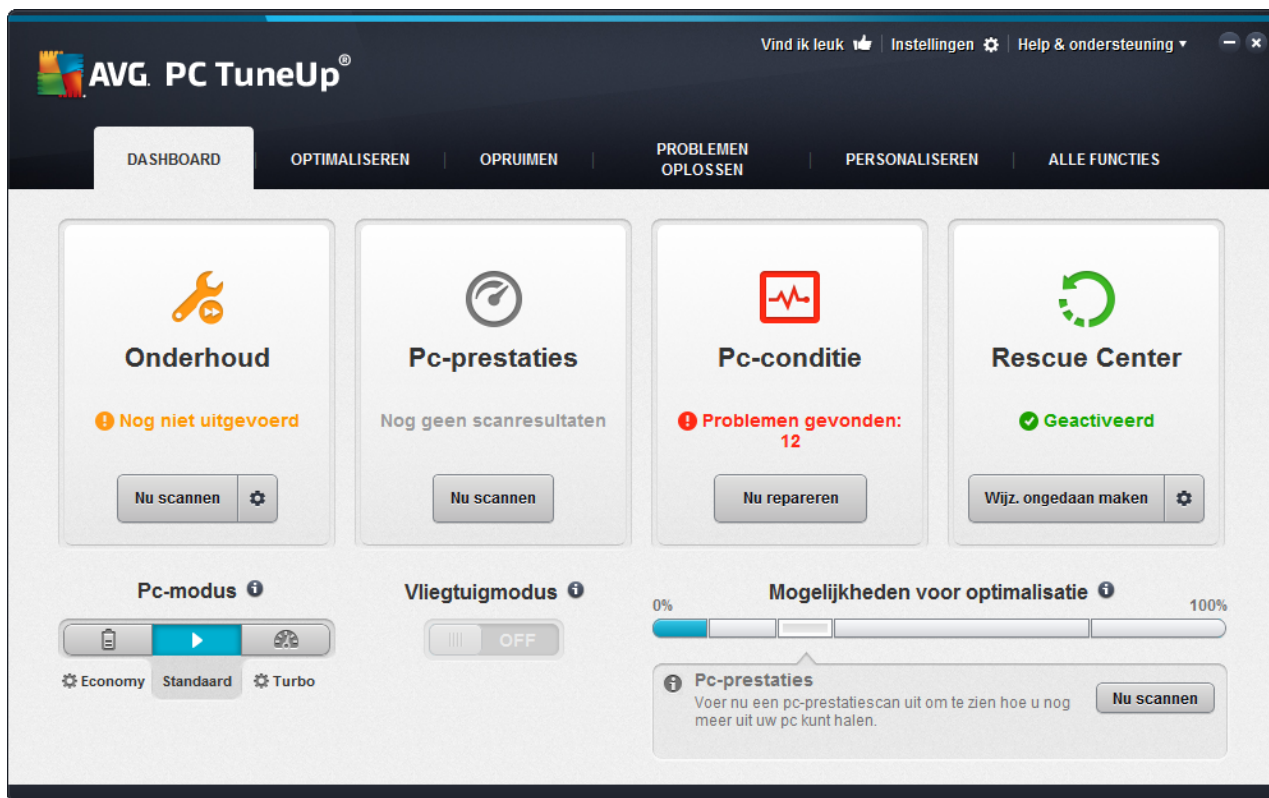 Vind ik leuk
Instellingen
Help & ondersteuning
AVG. PC TuneUp®
DASHBOARD
OPTIMALISEREN
OPRUIMEN
PROBLEMEN
OPLOSSEN
PERSONALISEREN
ALLE FUNCTIES
Onderhoud
Nog niet uitgevoerd
Nu scannen
Pc-prestaties
Nog geen scanresultaten
Nu scannen
Pc-conditie
Problemen gevonden:
12
Nu repareren
Rescue Center
Geactiveerd
Wijz. ongedaan maken
Pc-modus
Economy
Standaard
Turbo
Vliegtuigmodus
OFF
Mogelijkheden voor optimalisatie
0%
100%
Pc-prestaties
Voer nu een pc-prestatiescan uit om te zien hoe u nog
meer uit uw pc kunt halen.
Nu scannen